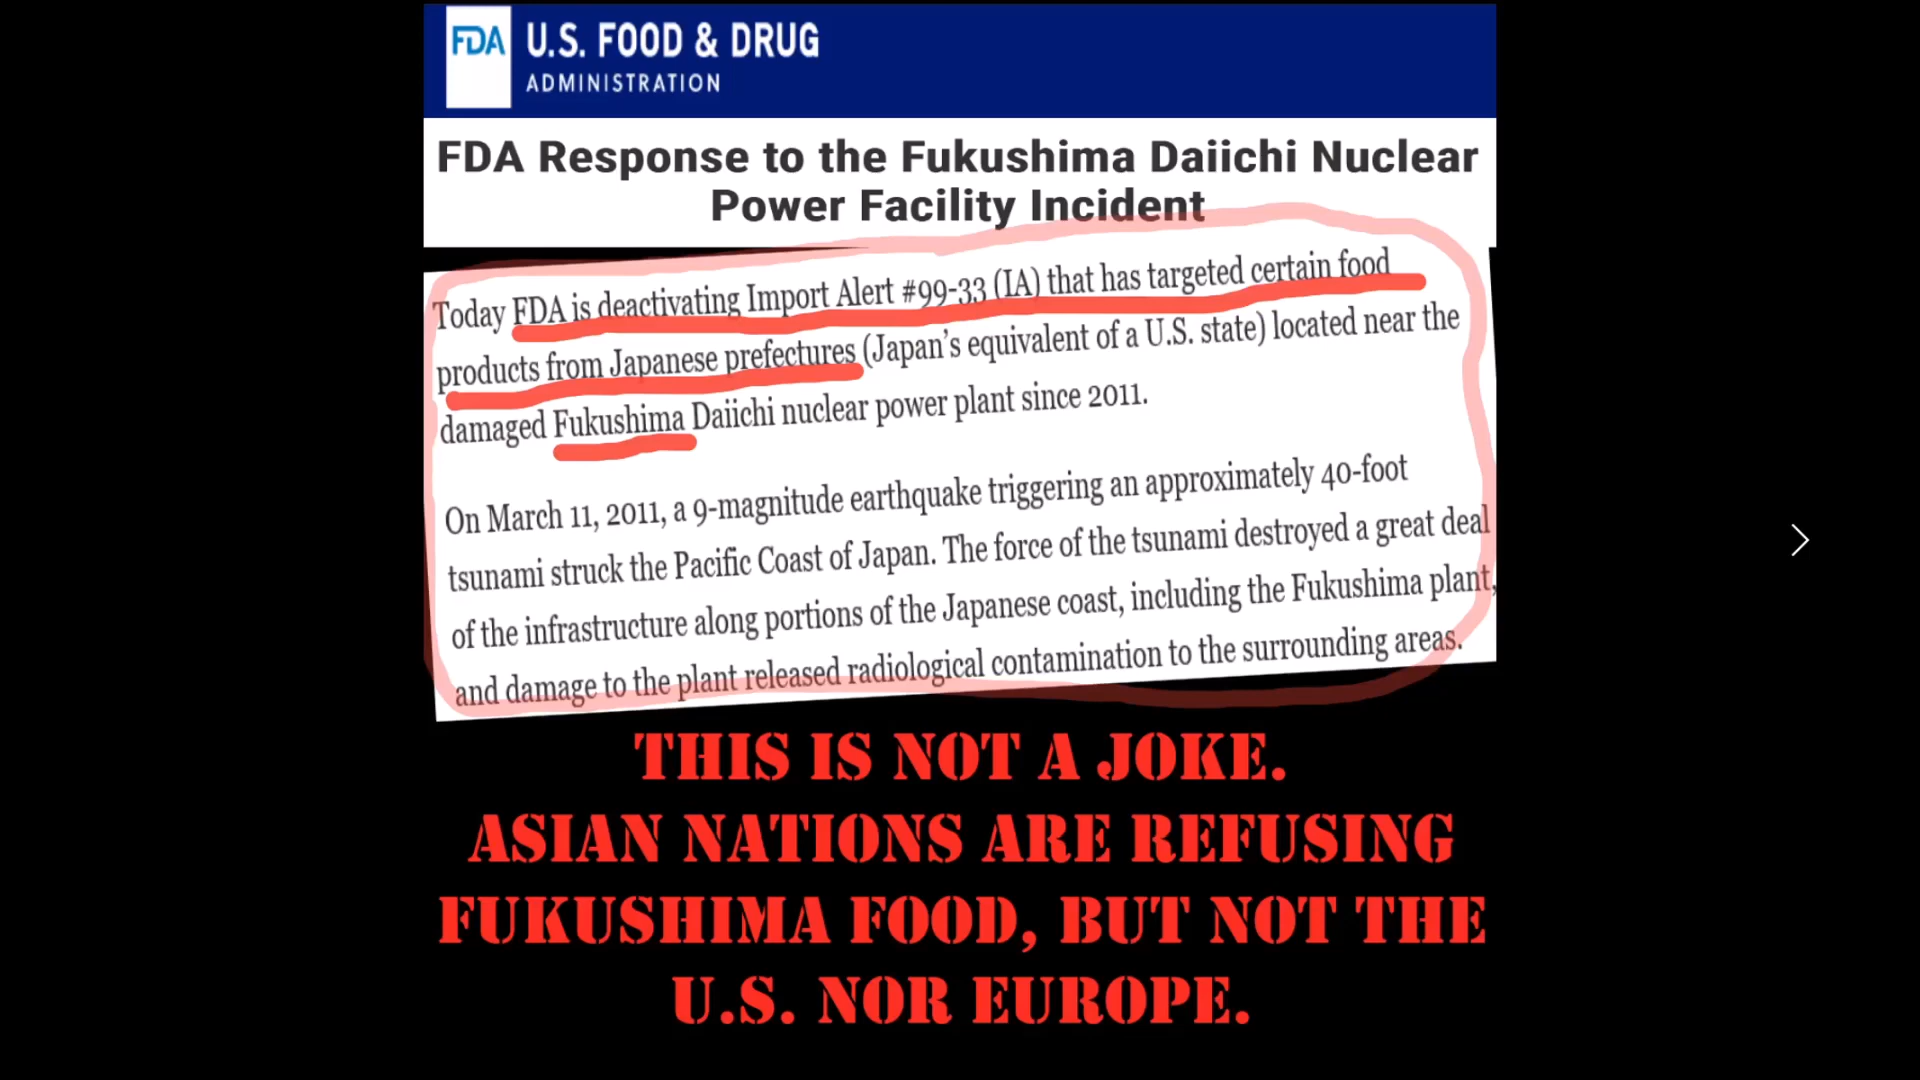 FDA U.S. FOOD & DRUG
ADMINISTRATION
FDA Response to the Fukushima Daiichi Nuclear
Power Facility Incident
Today FDA is deactivating Import Alert #99-33 (IA) that has targeted certain food
products from Japanese prefectures (Japan's equivalent of a U.S. state) located near the
damaged Fukushima Daiichi nuclear power plant since 2011.
On March 11, 2011, a 9-magnitude earthquake triggering an approximately 40-foot
tsunami struck the Pacific Coast of Japan. The force of the tsunami destroyed a great deal
of the infrastructure along portions of the Japanese coast, including the Fukushima plant,
and damage to the plant released radiological contamination to the surrounding areas.
THIS IS NOT A JOKE.
ASIAN NATIONS ARE REFUSING
FUKUSHIMA FOOD, BUT NOT THE
U.S. NOR EUROPE.